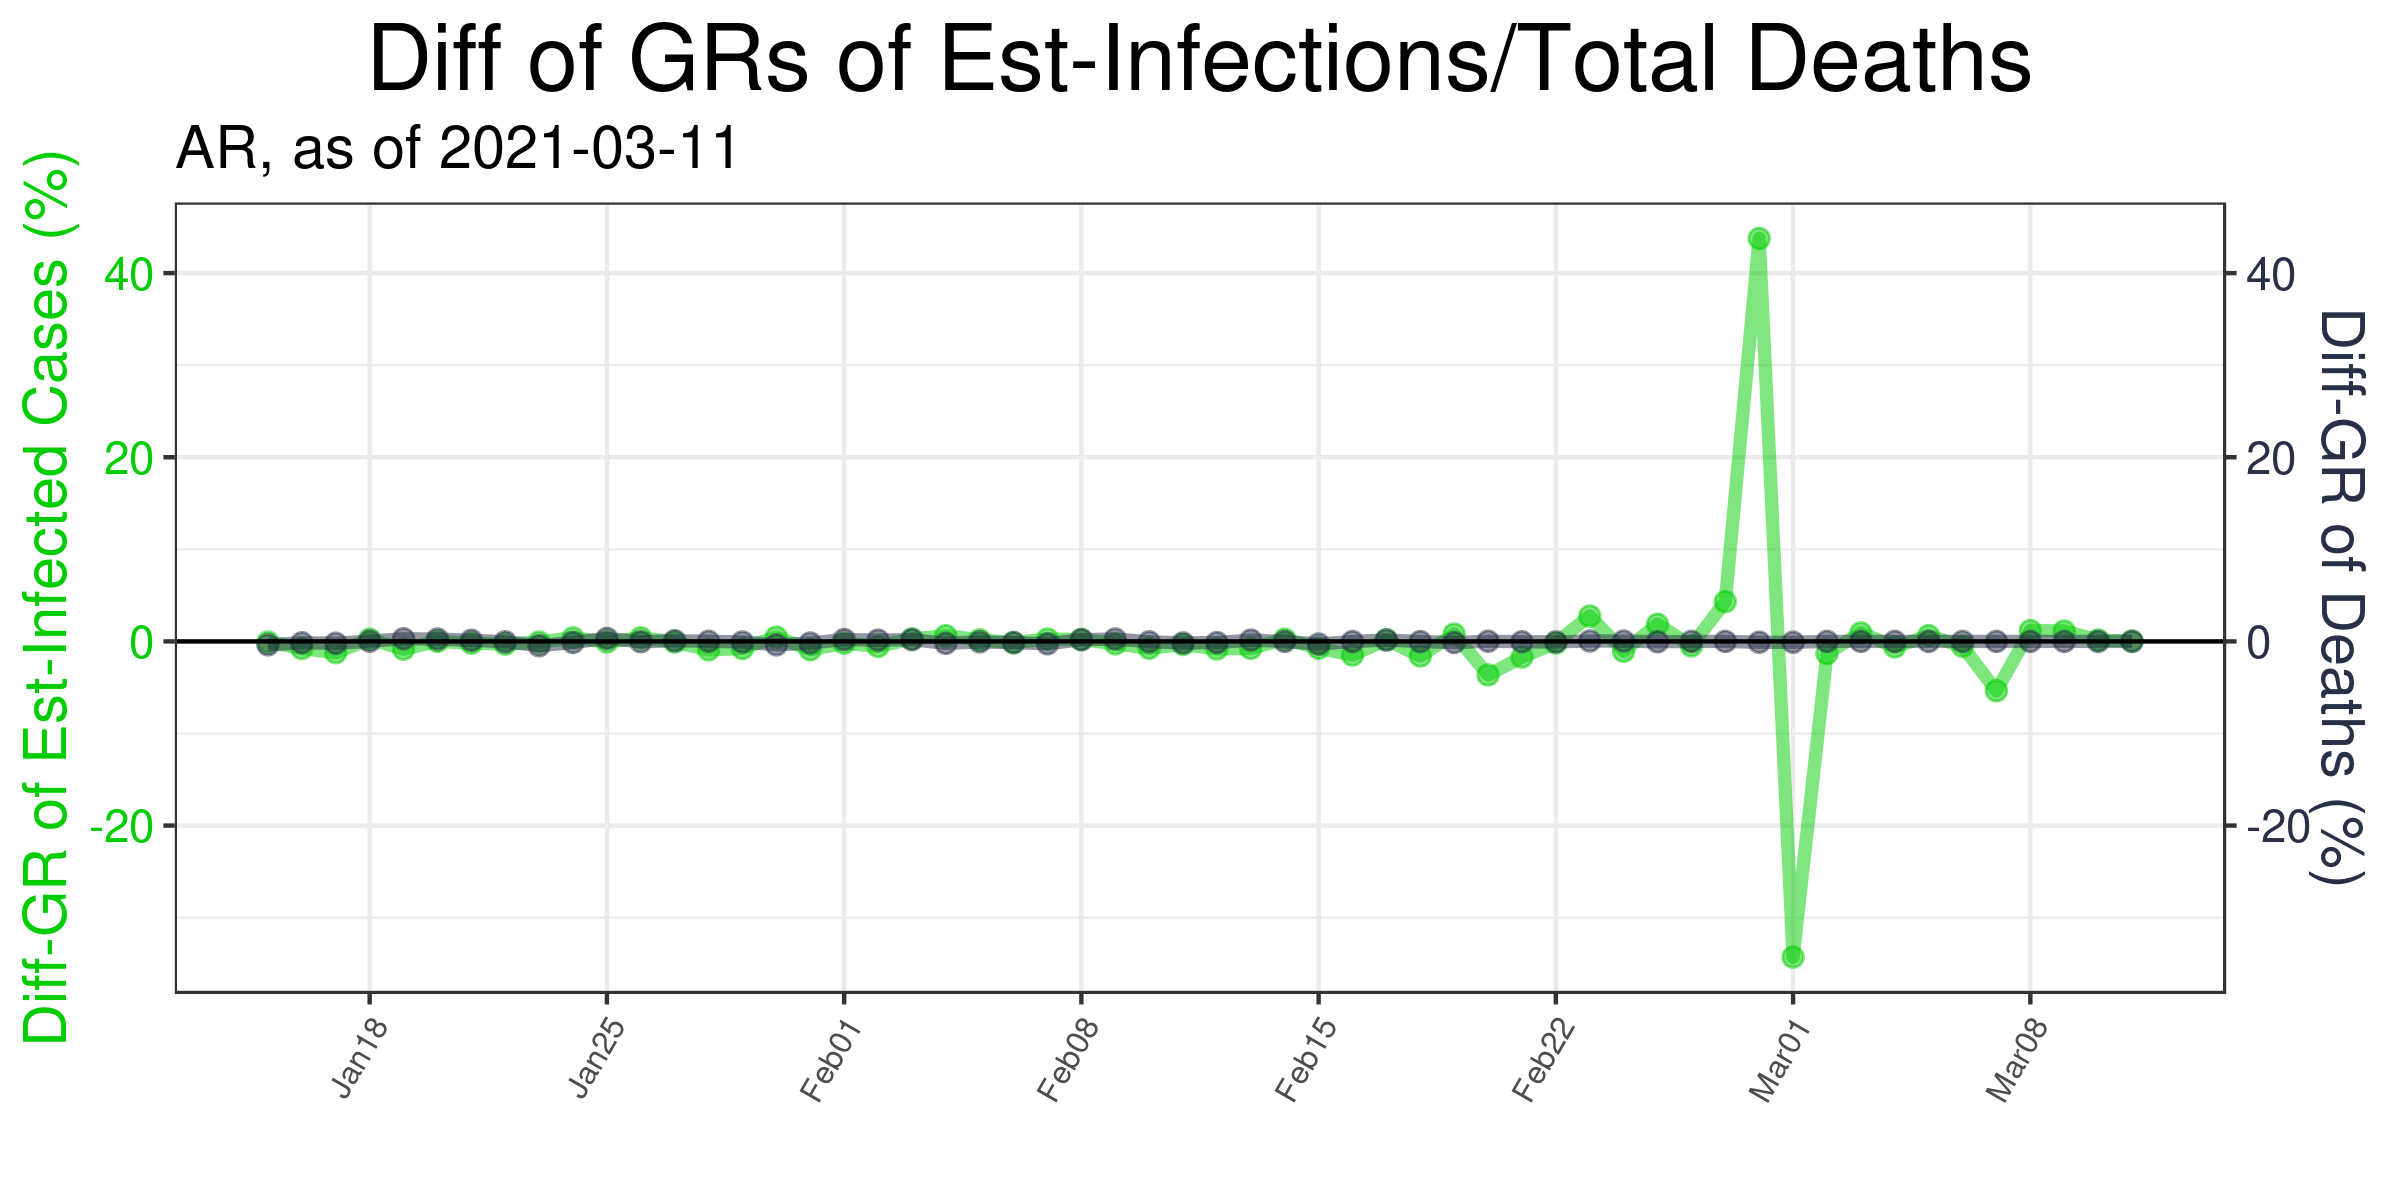 Diff of GRs of Est-Infections/Total Deaths
AR, as of 2021-03-11
Diff-GR of Est-Infected Cases (%)
40
20
0
-20
40
20
0
-20
Diff-GR of Deaths (%)
Jan18
Jan25
Feb01
Feb08
Feb15
Feb22
Mar01
Mar08